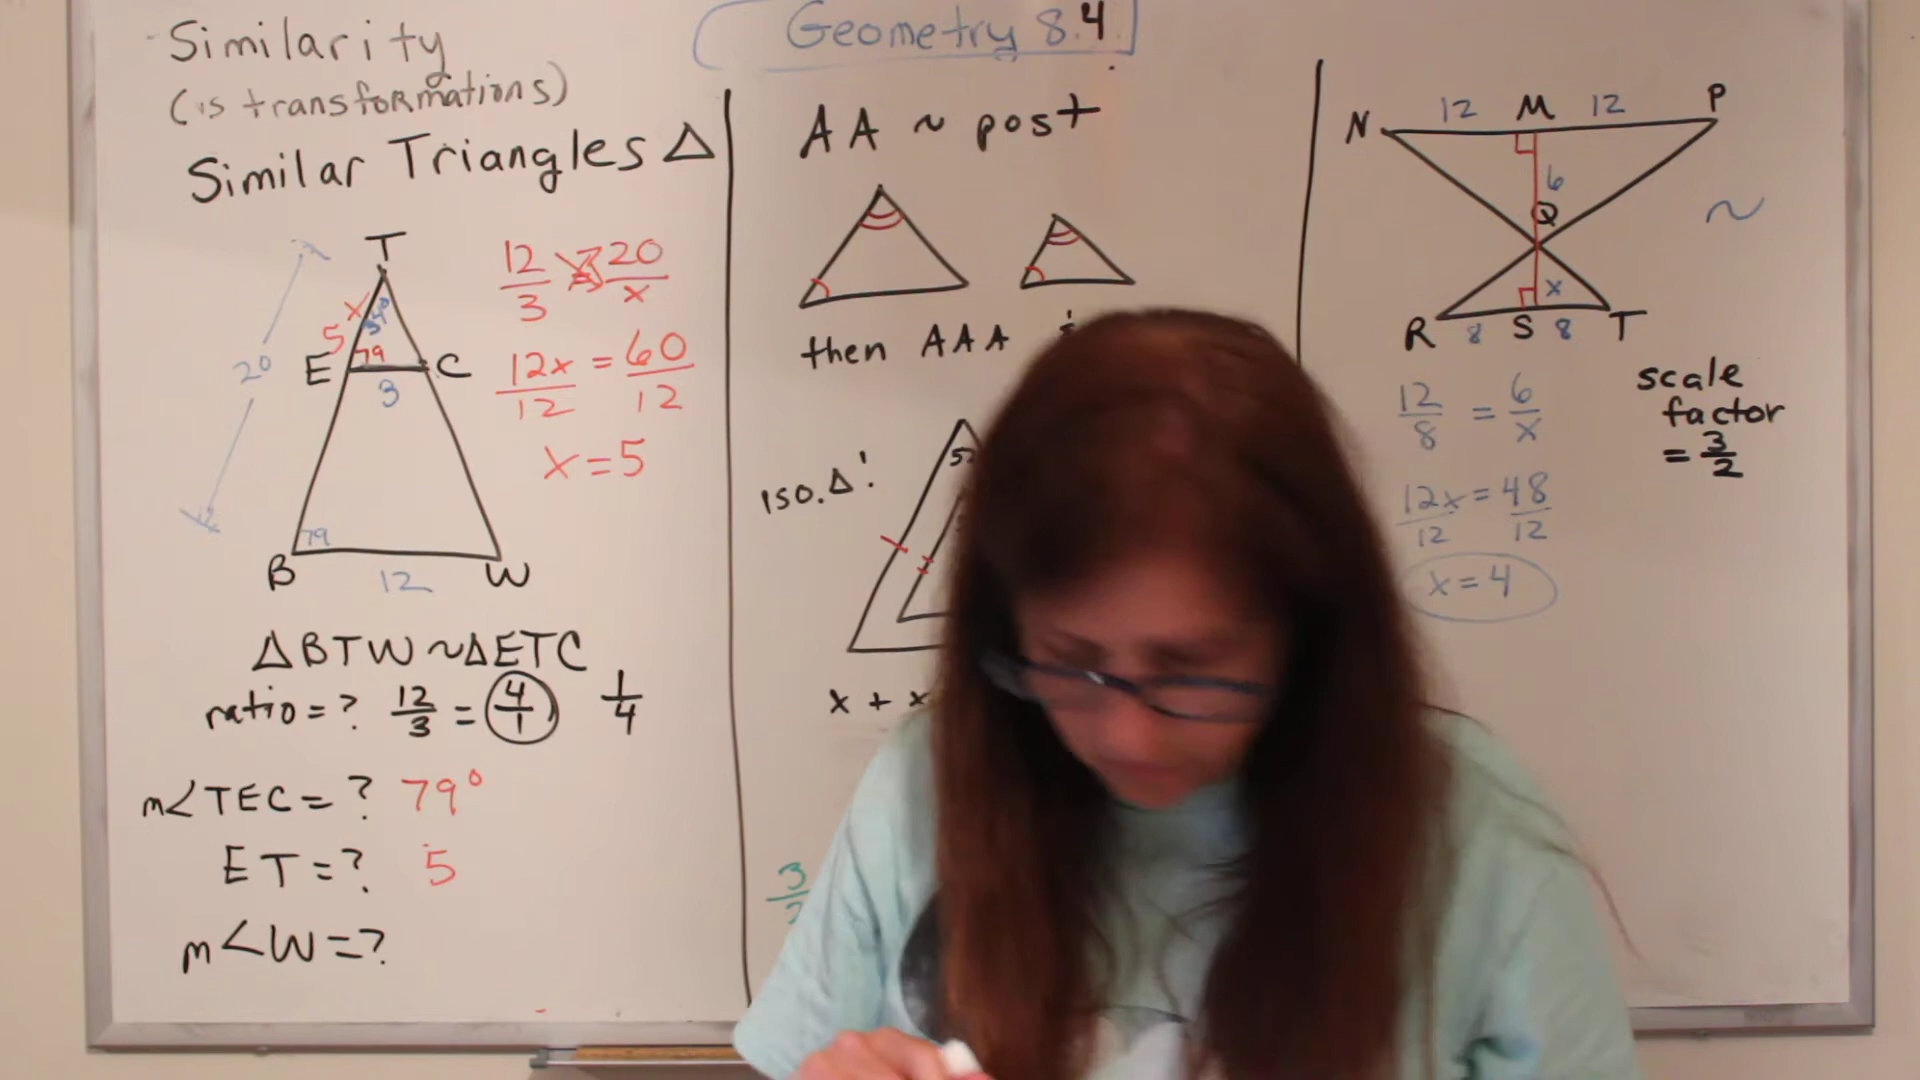 Similarity
(is transformations)
Similar Triangles △
T
x
5
35°
20
E
79
C
3
79
B
12
W
12/3 = 20/x
12x/12 = 60/12
x = 5
△BTW ~ △ETC
ratio = ? 12/3 = 4/1 1/4
m∠TEC = ? 79°
ET = ? 5
m∠W = ?
Geometry 8.4
AA ~ post
then AAA
Iso. △'
x + x
N 12 M 12 P
6
Q
~
x
R 8 S 8 T
12/8 = 6/x
12x/12 = 48/12
x = 4
scale
factor
= 3/2